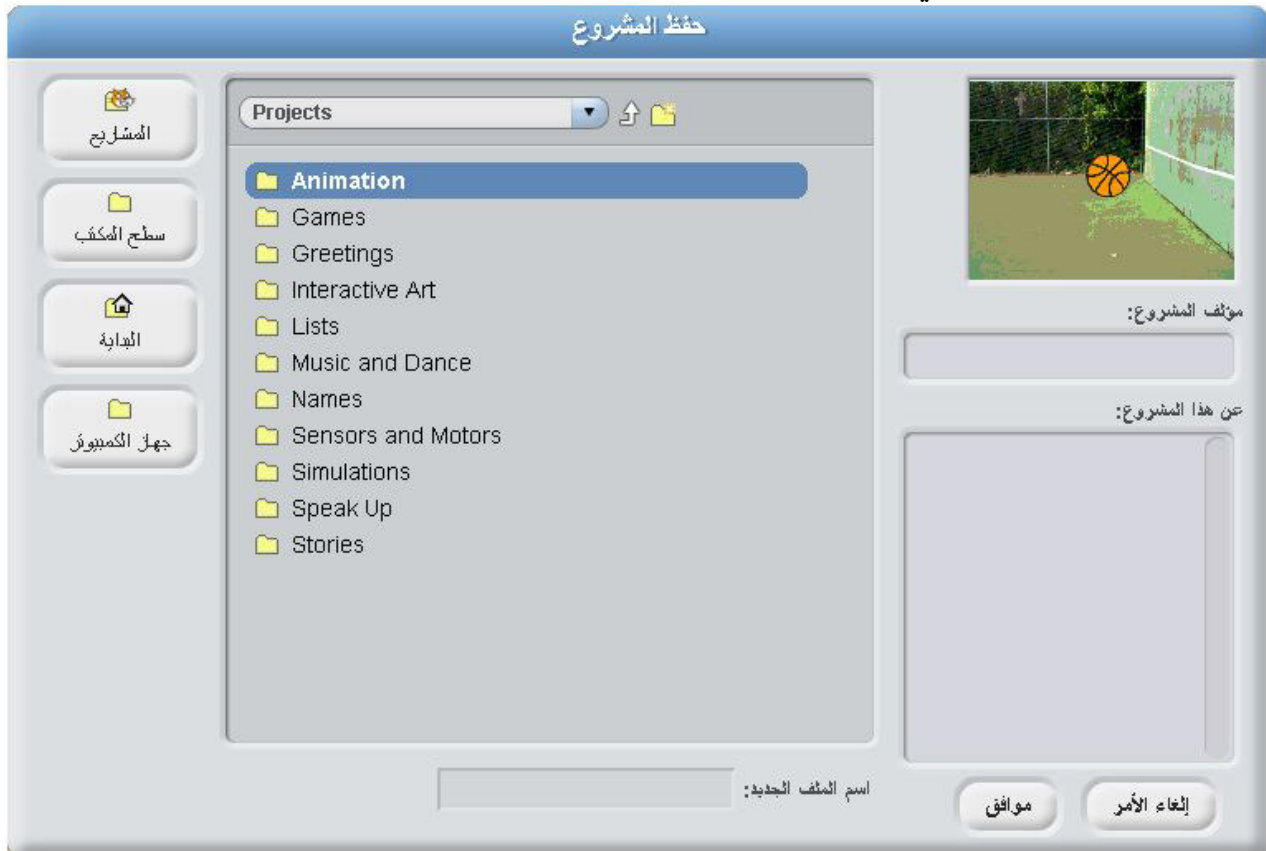 حفظ المشروع
المشاريع
سطح المكتب
البداية
جهاز الكمبيوتر
Projects
Animation
Games
Greetings
Interactive Art
Lists
Music and Dance
Names
Sensors and Motors
Simulations
Speak Up
Stories
مؤلف المشروع:
عن هذا المشروع:
اسم الملف الجديد:
موافق
إلغاء الأمر